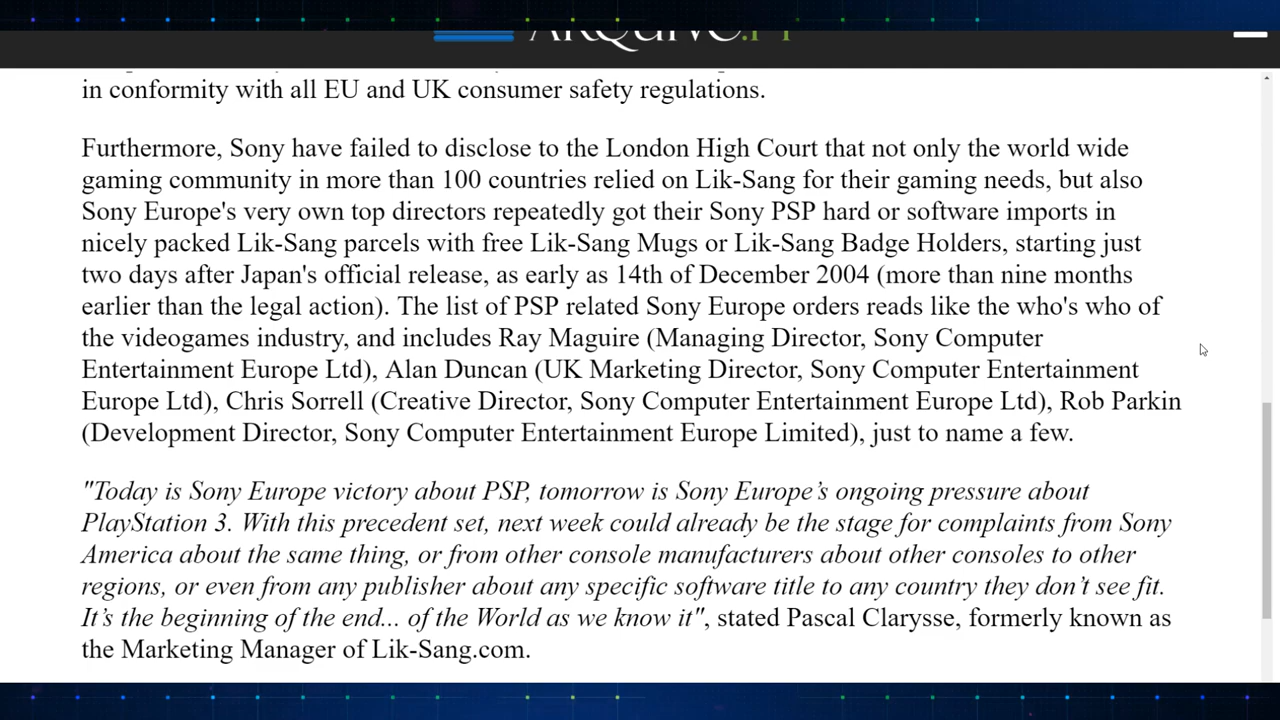 ARQUIVO.PT
in conformity with all EU and UK consumer safety regulations.
Furthermore, Sony have failed to disclose to the London High Court that not only the world wide
gaming community in more than 100 countries relied on Lik-Sang for their gaming needs, but also
Sony Europe's very own top directors repeatedly got their Sony PSP hard or software imports in
nicely packed Lik-Sang parcels with free Lik-Sang Mugs or Lik-Sang Badge Holders, starting just
two days after Japan's official release, as early as 14th of December 2004 (more than nine months
earlier than the legal action). The list of PSP related Sony Europe orders reads like the who's who of
the videogames industry, and includes Ray Maguire (Managing Director, Sony Computer
Entertainment Europe Ltd), Alan Duncan (UK Marketing Director, Sony Computer Entertainment
Europe Ltd), Chris Sorrell (Creative Director, Sony Computer Entertainment Europe Ltd), Rob Parkin
(Development Director, Sony Computer Entertainment Europe Limited), just to name a few.
"Today is Sony Europe victory about PSP, tomorrow is Sony Europe’s ongoing pressure about
PlayStation 3. With this precedent set, next week could already be the stage for complaints from Sony
America about the same thing, or from other console manufacturers about other consoles to other
regions, or even from any publisher about any specific software title to any country they don’t see fit.
It’s the beginning of the end... of the World as we know it", stated Pascal Clarysse, formerly known as
the Marketing Manager of Lik-Sang.com.